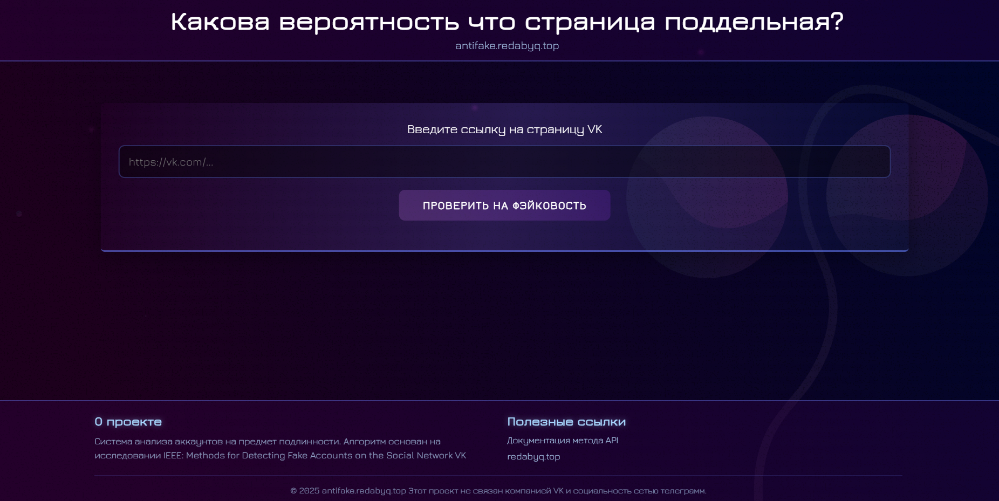 Какова вероятность что страница поддельная?
antifake.redabyq.top
Введите ссылку на страницу VK
https://vk.com/...
ПРОВЕРИТЬ НА ФЭЙКОВОСТЬ
О проекте
Система анализа аккаунтов на предмет подлинности. Алгоритм основан на
исследовании IEEE: Methods for Detecting Fake Accounts on the Social Network VK
Полезные ссылки
Документация метода API
redabyq.top
© 2025 antifake.redabyq.top Этот проект не связан компанией VK и социальность сетью телеграмм.